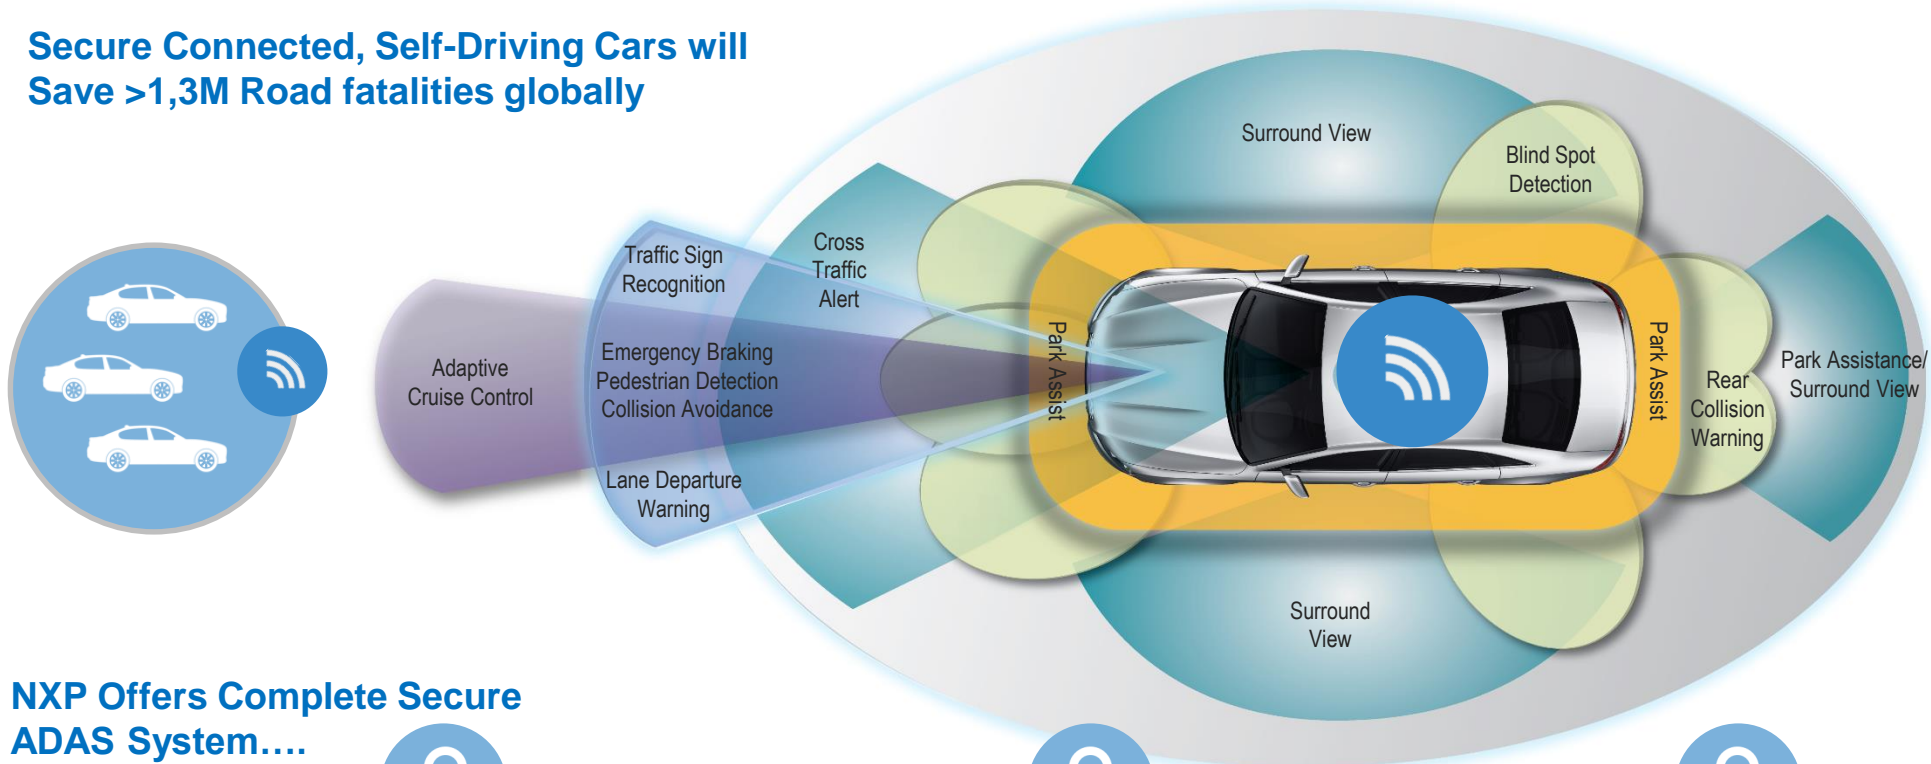 Secure Connected, Self-Driving Cars will
Save >1,3M Road fatalities globally
Surround View
Blind Spot
Detection
Traffic Sign
Recognition
Cross
Traffic
Alert
Adaptive
Cruise Control
Emergency Braking
Pedestrian Detection
Collision Avoidance
Lane Departure
Warning
Park Assist
Park Assist
Rear
Collision
Warning
Park Assistance/
Surround View
Surround
View
NXP Offers Complete Secure
ADAS System....